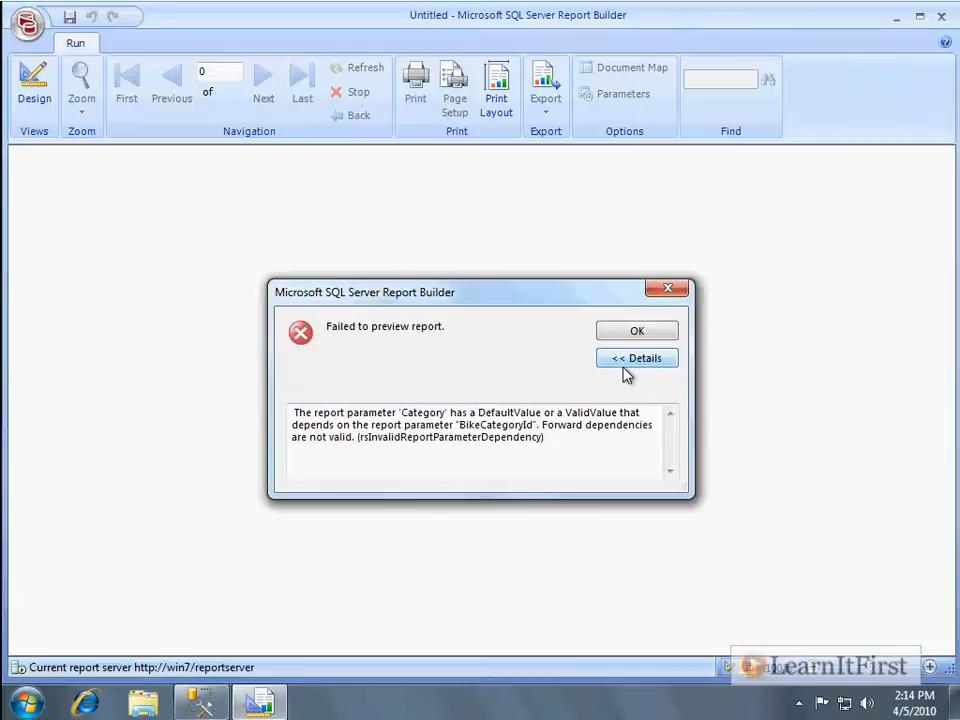 Untitled - Microsoft SQL Server Report Builder
Run
0
of
Design
Zoom
First
Previous
Next
Last
Refresh
Stop
Back
Print
Page
Setup
Print
Layout
Export
Document Map
Parameters
Views
Zoom
Navigation
Print
Export
Options
Find
Microsoft SQL Server Report Builder
Failed to preview report.
OK
<< Details
The report parameter 'Category' has a DefaultValue or a ValidValue that
depends on the report parameter "BikeCategoryId". Forward dependencies
are not valid. (rsInvalidReportParameterDependency)
Current report server http://win7/reportserver
LearnItFirst
2:14 PM
4/5/2010